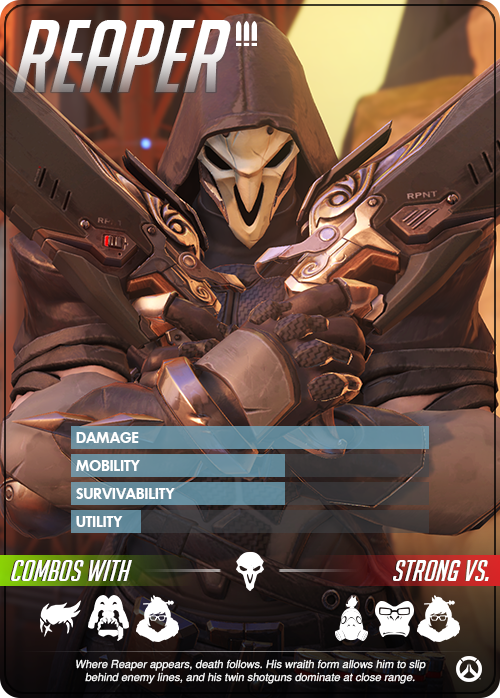 REAPER
RPNT
DAMAGE
MOBILITY
SURVIVABILITY
UTILITY
COMBOS WITH
STRONG VS.
Where Reaper appears, death follows. His wraith form allows him to slip
behind enemy lines, and his twin shotguns dominate at close range.